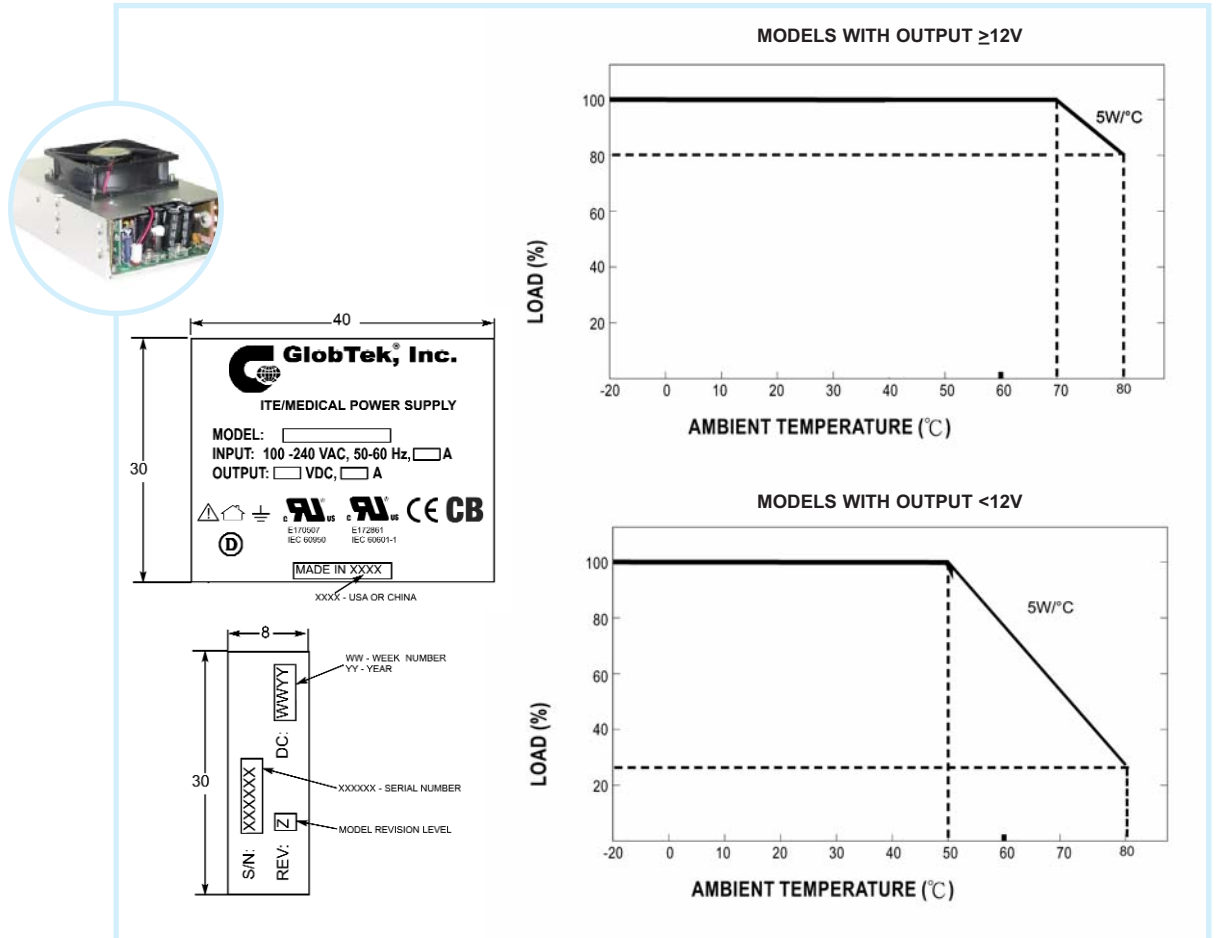 MODELS WITH OUTPUT ≥12V
100
80
60
40
20
5W/°C
LOAD (%)
-20 0 10 20 30 40 50 60 70 80
AMBIENT TEMPERATURE (°C)
40
30
GlobTek®, Inc.
ITE/MEDICAL POWER SUPPLY
MODEL:
INPUT: 100 -240 VAC, 50-60 Hz, A
OUTPUT: VDC, A
c RU® us c RU® us CE CB
E170507 E172861
IEC 60950 IEC 60601-1
D
MADE IN XXXX
XXXX - USA OR CHINA
8
30
WW - WEEK NUMBER
YY - YEAR
DC: WWYY
XXXXXX - SERIAL NUMBER
MODEL REVISION LEVEL
S/N: XXXXXX
REV: Z
MODELS WITH OUTPUT <12V
100
80
60
40
20
5W/°C
LOAD (%)
-20 0 10 20 30 40 50 60 70 80
AMBIENT TEMPERATURE (°C)